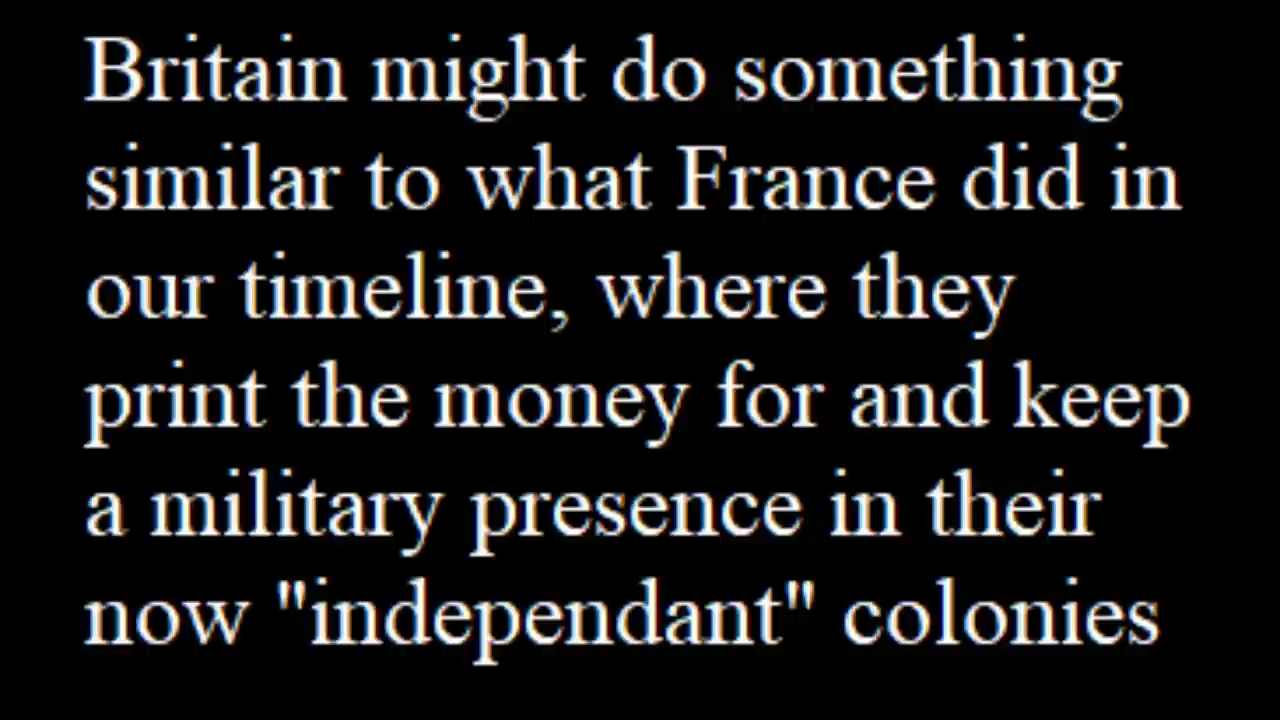 Britain might do something
similar to what France did in
our timeline, where they
print the money for and keep
a military presence in their
now "independant" colonies